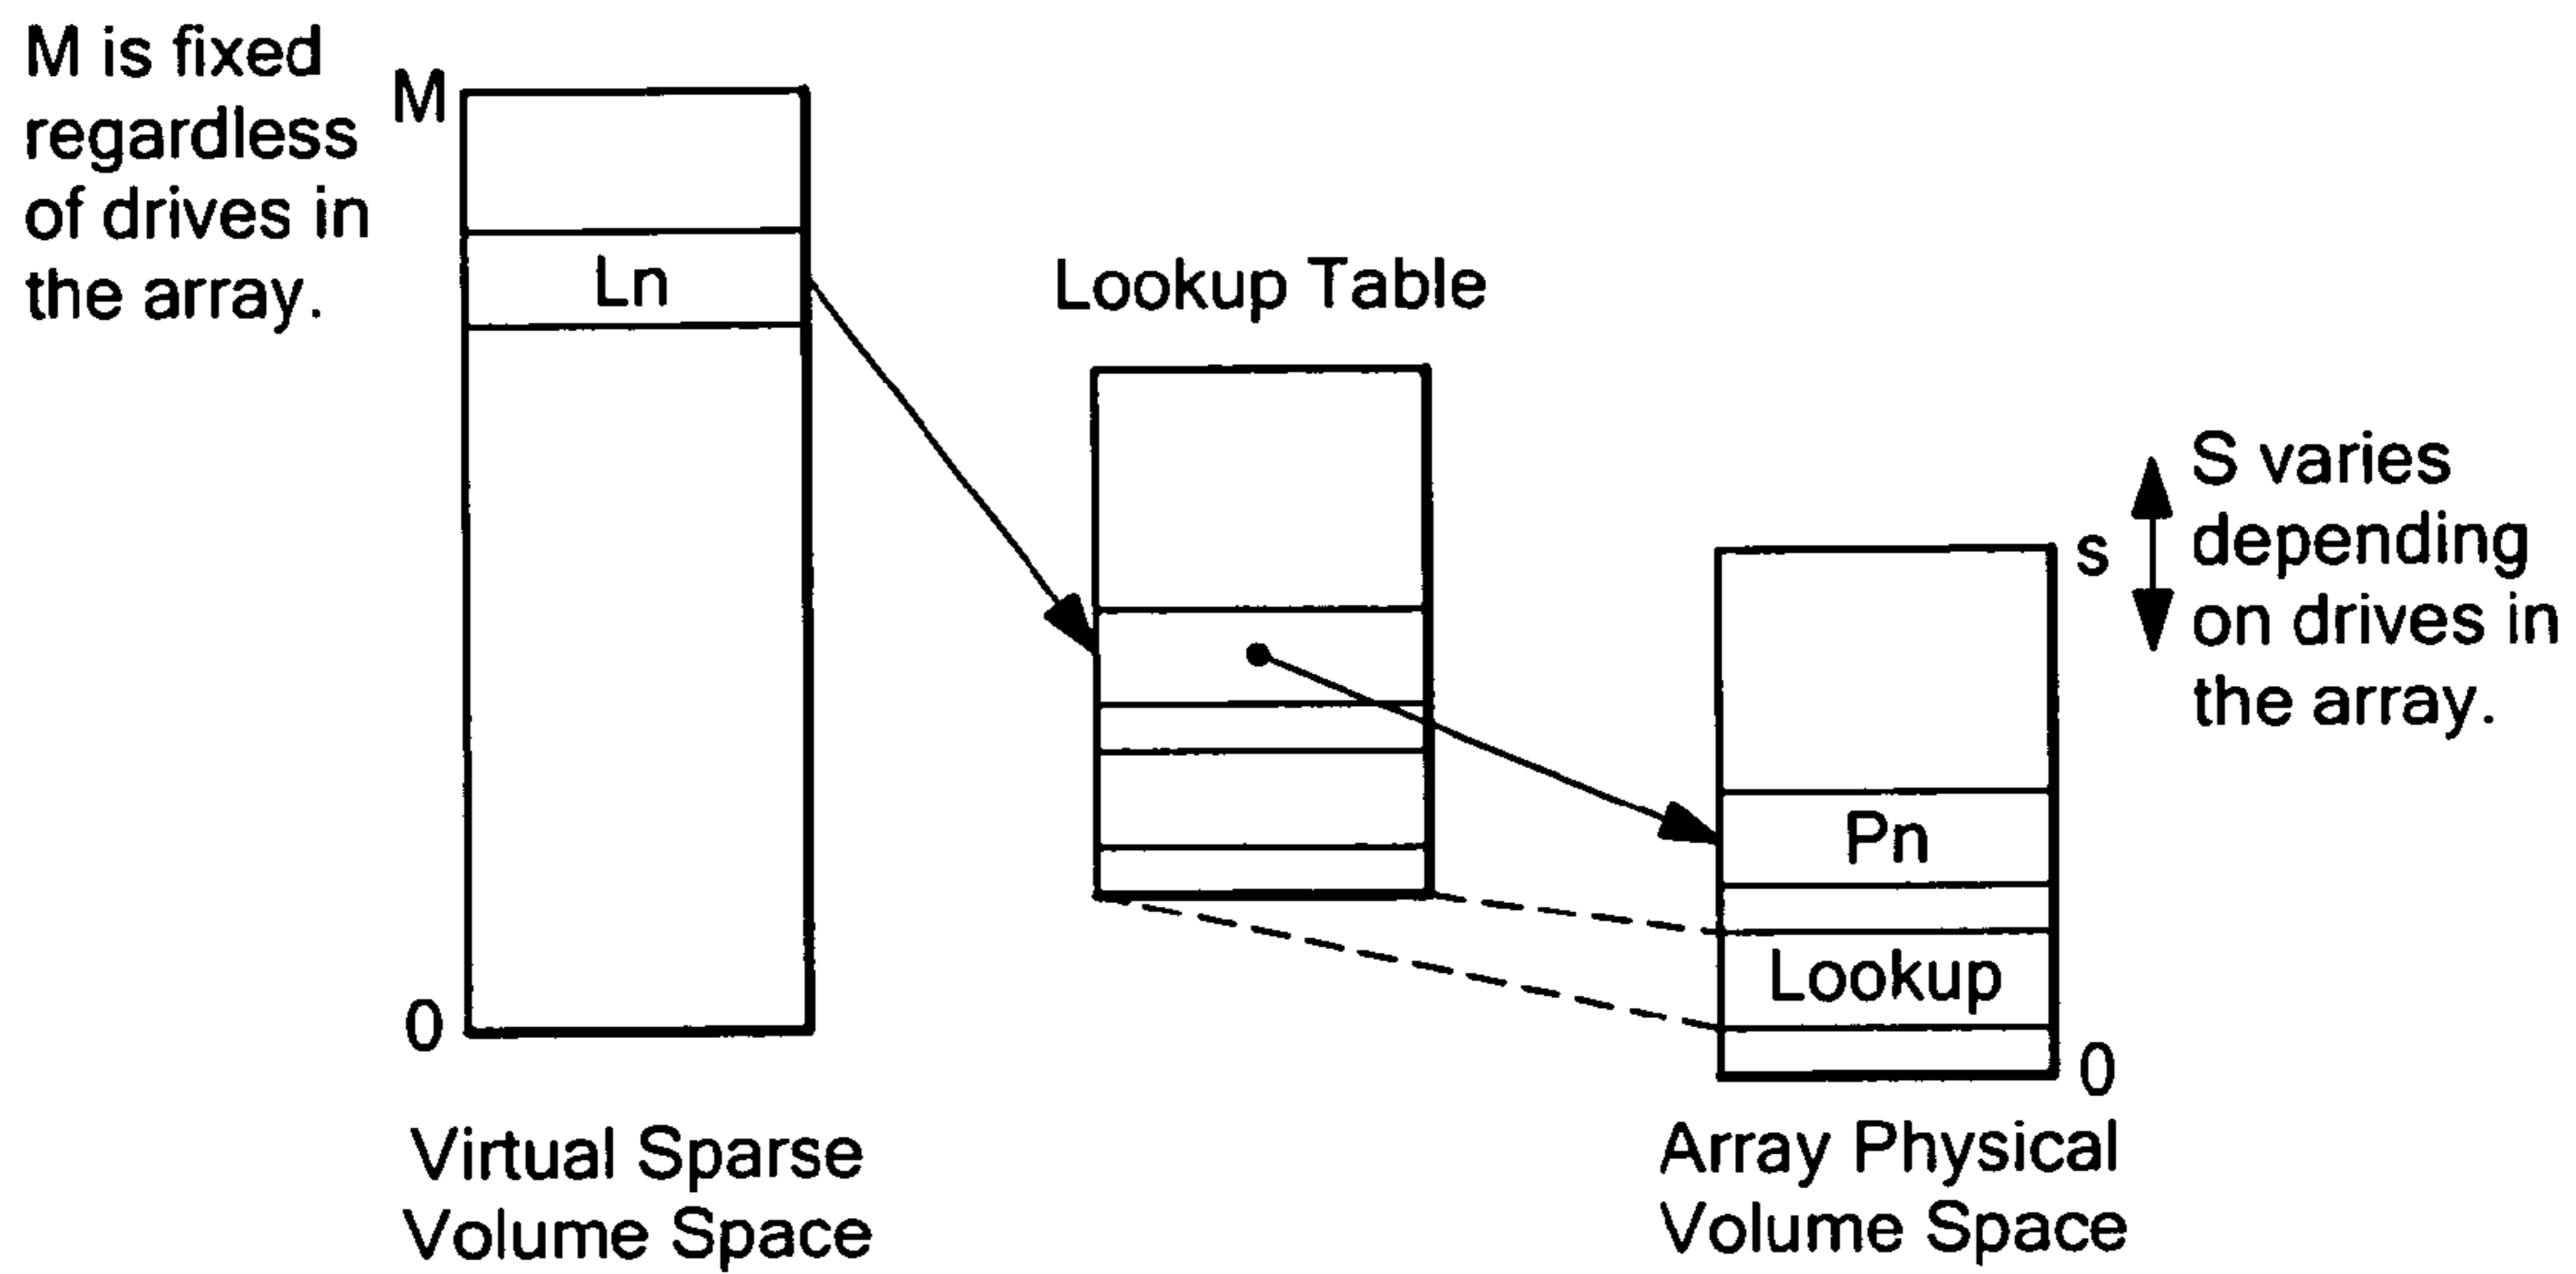 M is fixed
regardless
of drives in
the array.
M
Ln
0
Virtual Sparse
Volume Space
Lookup Table
S varies
depending
on drives in
the array.
s
Pn
Lookup
0
Array Physical
Volume Space